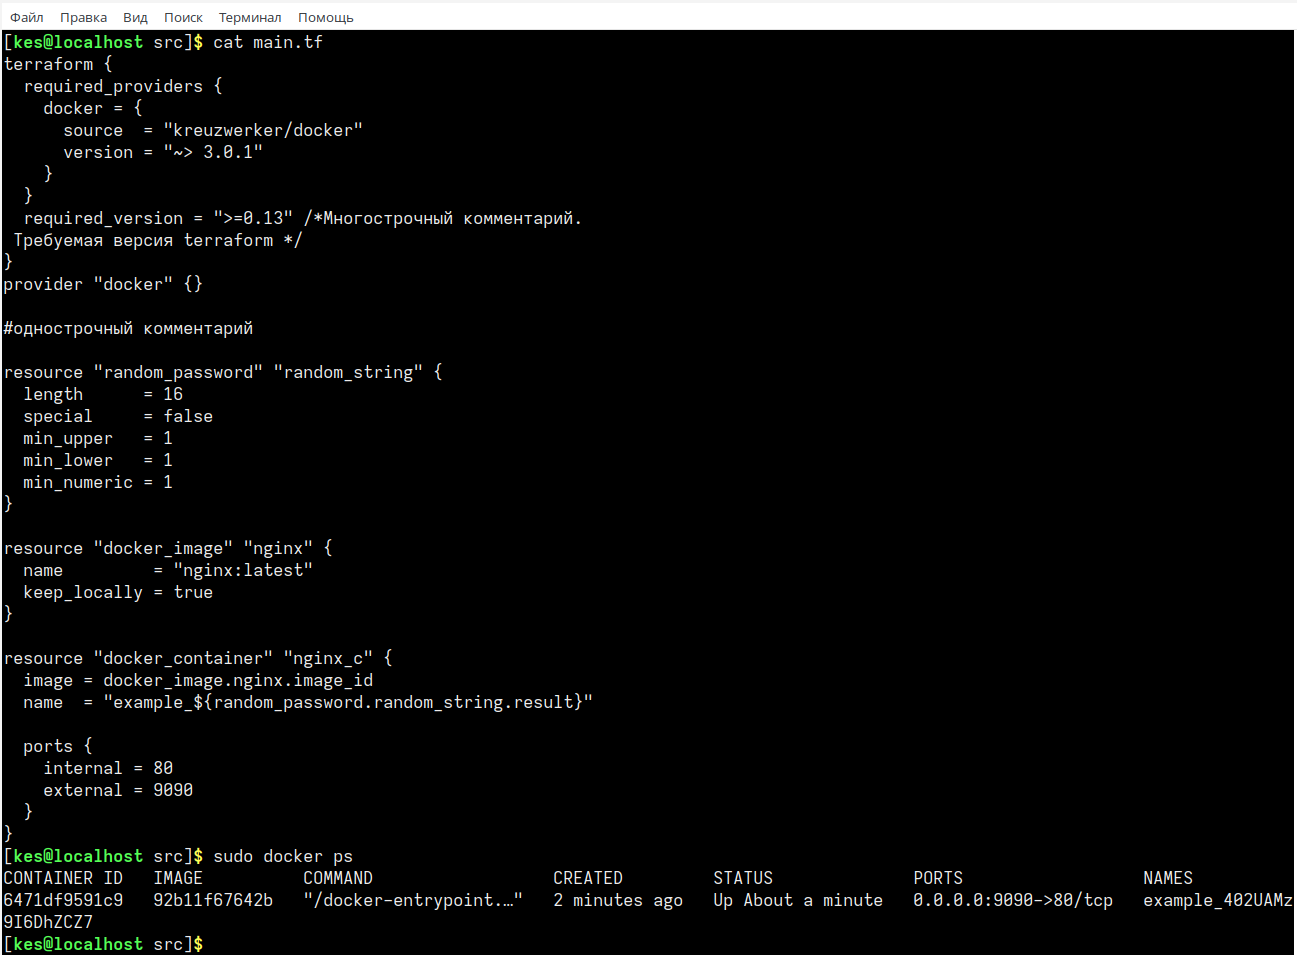 Файл Правка Вид Поиск Терминал Помощь
[kes@localhost src]$ cat main.tf
terraform {
  required_providers {
    docker = {
      source  = "kreuzwerker/docker"
      version = "~> 3.0.1"
    }
  }
  required_version = ">=0.13" /*Многострочный комментарий.
 Требуемая версия terraform */
}
provider "docker" {}

#однострочный комментарий

resource "random_password" "random_string" {
  length      = 16
  special     = false
  min_upper   = 1
  min_lower   = 1
  min_numeric = 1
}

resource "docker_image" "nginx" {
  name         = "nginx:latest"
  keep_locally = true
}

resource "docker_container" "nginx_c" {
  image = docker_image.nginx.image_id
  name  = "example_${random_password.random_string.result}"

  ports {
    internal = 80
    external = 9090
  }
}
[kes@localhost src]$ sudo docker ps
CONTAINER ID   IMAGE          COMMAND                  CREATED         STATUS              PORTS                  NAMES
6471df9591c9   92b11f67642b   "/docker-entrypoint.…"   2 minutes ago   Up About a minute   0.0.0.0:9090->80/tcp   example_402UAMz
9I6DhZCZ7
[kes@localhost src]$